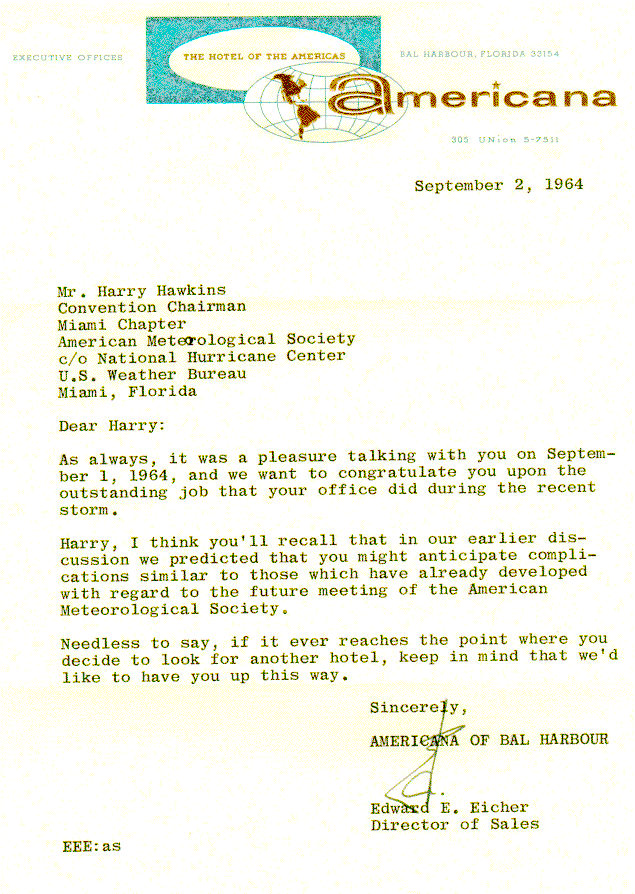 EXECUTIVE OFFICES
THE HOTEL OF THE AMERICAS
BAL HARBOUR, FLORIDA 33154
americana
305 UNion 5-7511
September 2, 1964
Mr. Harry Hawkins
Convention Chairman
Miami Chapter
American Meteorological Society
c/o National Hurricane Center
U.S. Weather Bureau
Miami, Florida
Dear Harry:
As always, it was a pleasure talking with you on Septem-
ber 1, 1964, and we want to congratulate you upon the
outstanding job that your office did during the recent
storm.
Harry, I think you'll recall that in our earlier dis-
cussion we predicted that you might anticipate compli-
cations similar to those which have already developed
with regard to the future meeting of the American
Meteorological Society.
Needless to say, if it ever reaches the point where you
decide to look for another hotel, keep in mind that we'd
like to have you up this way.
Sincerely,
AMERICANA OF BAL HARBOUR
Edward E. Eicher
Director of Sales
EEE:as